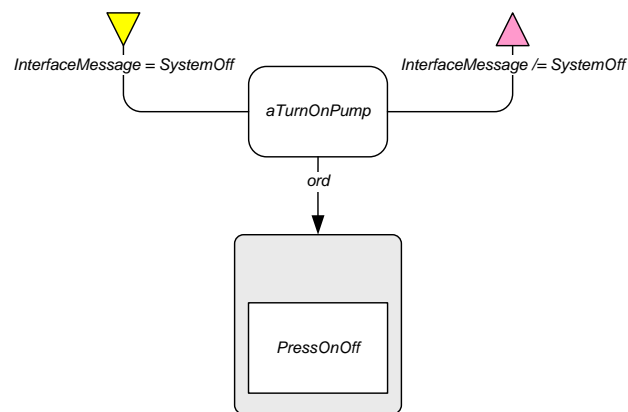 InterfaceMessage = SystemOff
InterfaceMessage /= SystemOff
aTurnOnPump
ord
PressOnOff